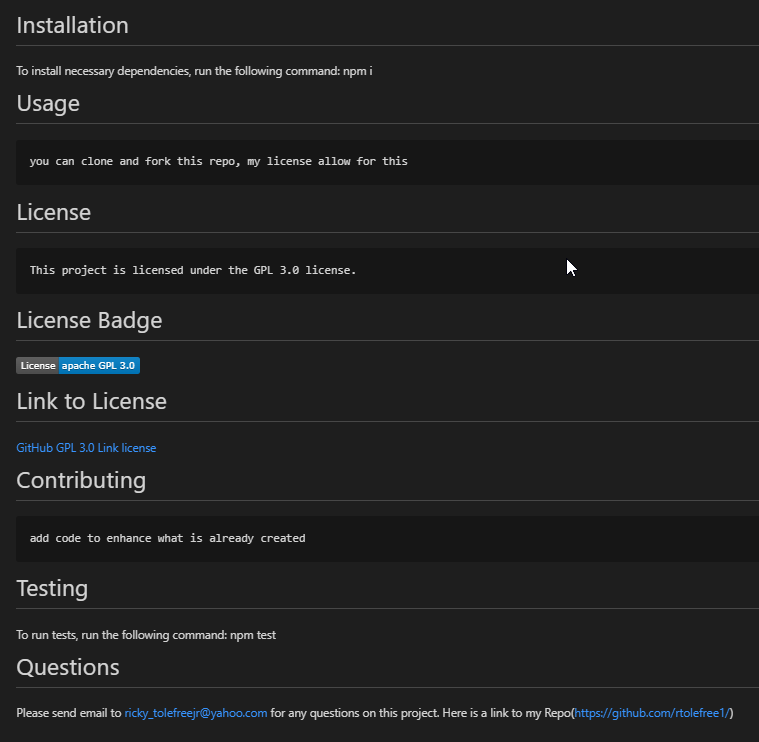 Installation
To install necessary dependencies, run the following command: npm i
Usage
you can clone and fork this repo, my license allow for this
License
This project is licensed under the GPL 3.0 license.
License Badge
License apache GPL 3.0
Link to License
GitHub GPL 3.0 Link license
Contributing
add code to enhance what is already created
Testing
To run tests, run the following command: npm test
Questions
Please send email to ricky_tolefreejr@yahoo.com for any questions on this project. Here is a link to my Repo(https://github.com/rtolefree1/)